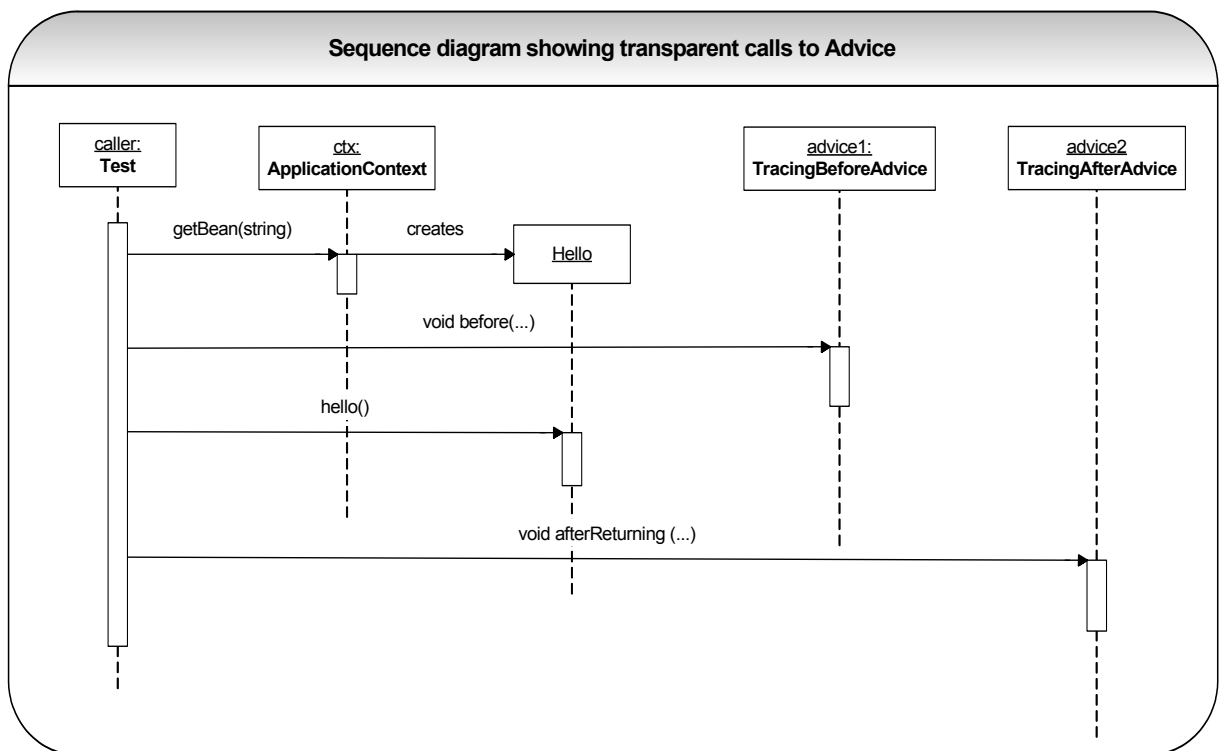 Sequence diagram showing transparent calls to Advice
caller:
Test
ctx:
ApplicationContext
advice1:
TracingBeforeAdvice
advice2
TracingAfterAdvice
getBean(string)
creates
Hello
void before(...)
hello()
void afterReturning (...)